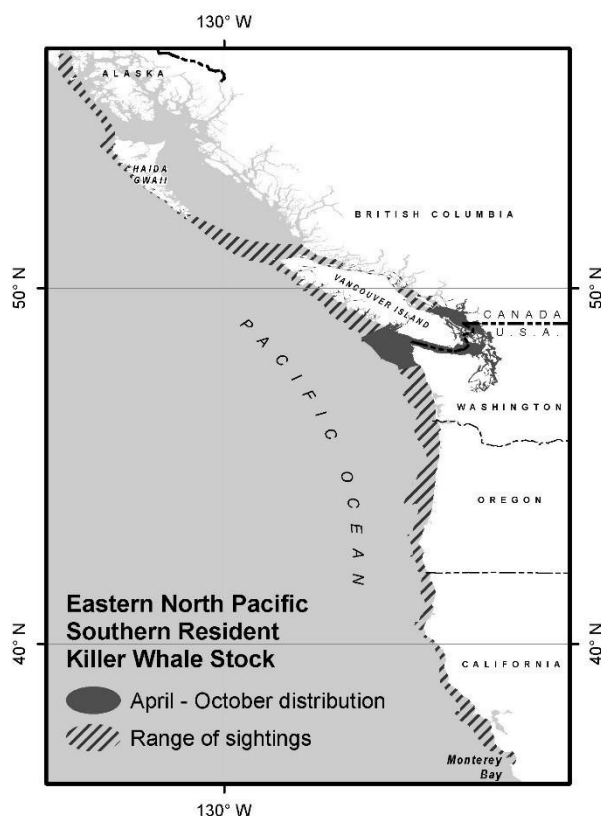 130° W
ALASKA
HAIDA
GWAII
BRITISH COLUMBIA
50° N
50° N
VANCOUVER ISLAND
CANADA
U.S.A.
PACIFIC OCEAN
WASHINGTON
OREGON
Eastern North Pacific
Southern Resident
Killer Whale Stock
40° N
40° N
CALIFORNIA
April - October distribution
Range of sightings
Monterey
Bay
130° W